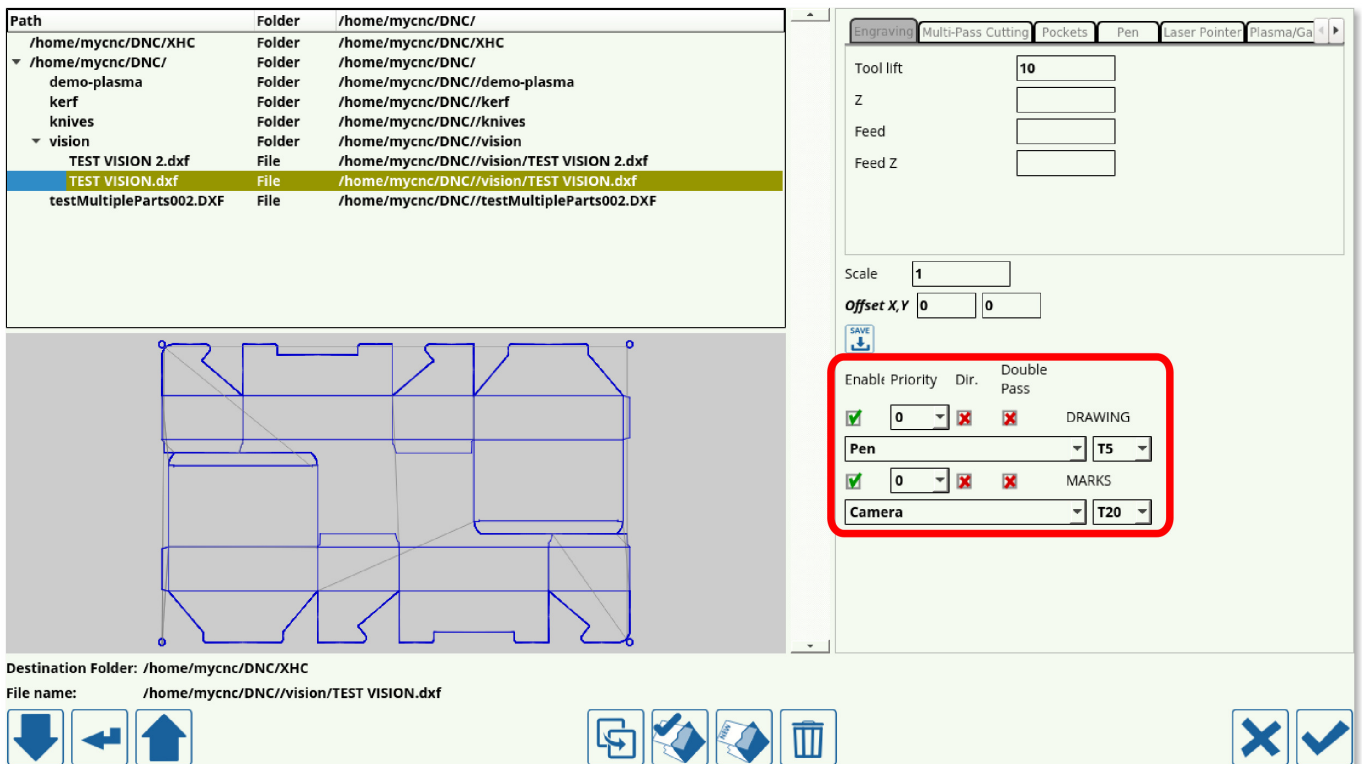 Path Folder /home/mycnc/DNC/
/home/mycnc/DNC/XHC Folder /home/mycnc/DNC/XHC
/home/mycnc/DNC/ Folder /home/mycnc/DNC/
demo-plasma Folder /home/mycnc/DNC//demo-plasma
kerf Folder /home/mycnc/DNC//kerf
knives Folder /home/mycnc/DNC//knives
vision Folder /home/mycnc/DNC//vision
TEST VISION 2.dxf File /home/mycnc/DNC//vision/TEST VISION 2.dxf
TEST VISION.dxf File /home/mycnc/DNC//vision/TEST VISION.dxf
testMultipleParts002.DXF File /home/mycnc/DNC//testMultipleParts002.DXF
Engraving Multi-Pass Cutting Pockets Pen Laser Pointer Plasma/Ga
Tool lift 10
Z
Feed
Feed Z
Scale 1
Offset X,Y 0 0
SAVE
Enable Priority Dir. Double
Pass
0 DRAWING
Pen T5
0 MARKS
Camera T20
Destination Folder: /home/mycnc/DNC/XHC
File name: /home/mycnc/DNC//vision/TEST VISION.dxf
NEW